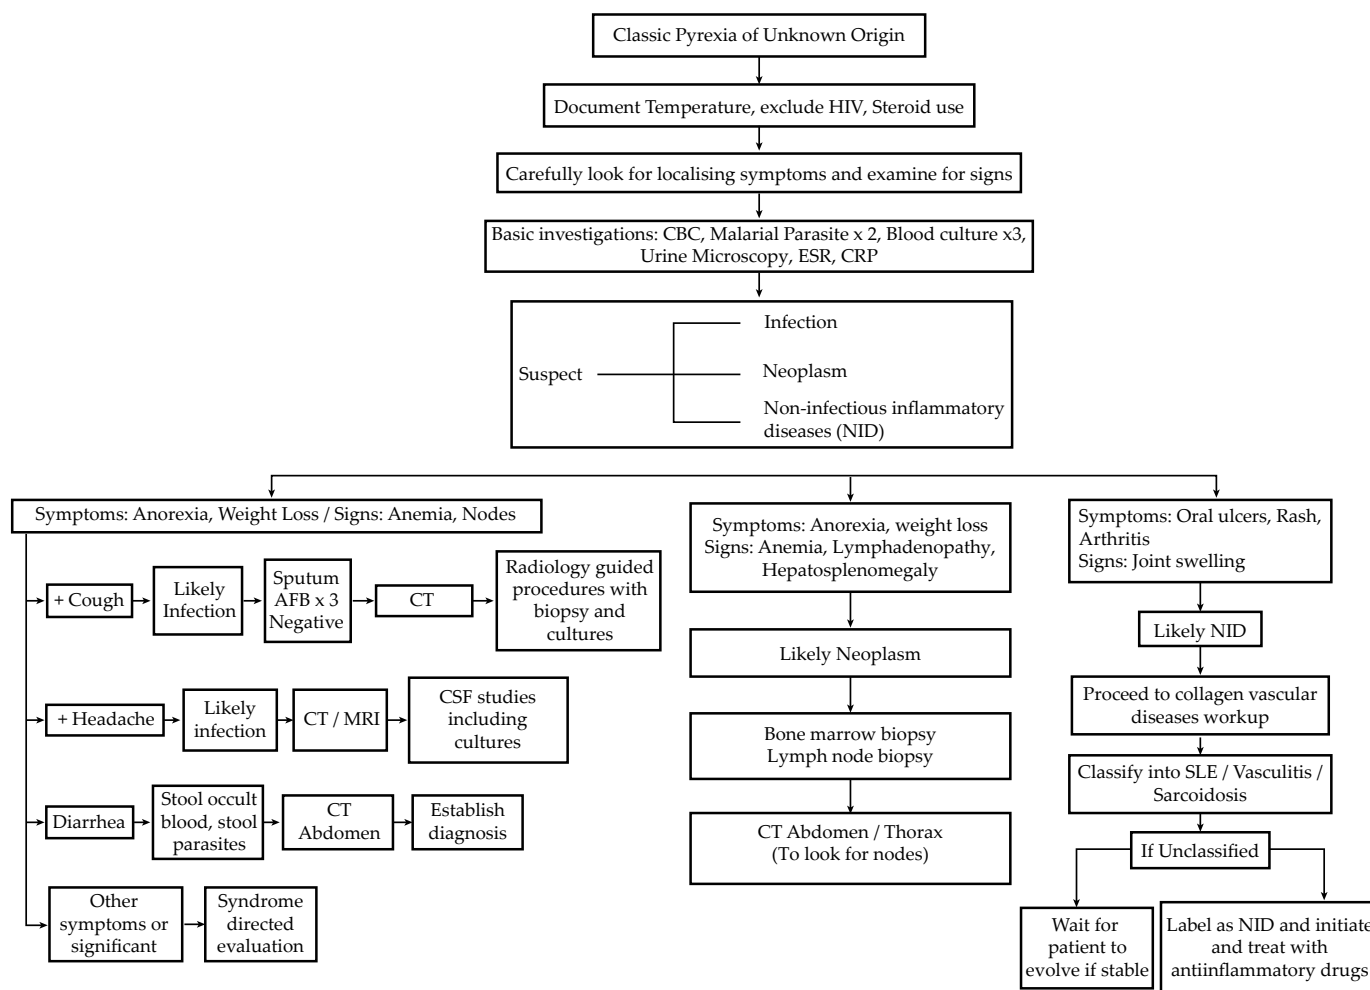 Classic Pyrexia of Unknown Origin
Document Temperature, exclude HIV, Steroid use
Carefully look for localising symptoms and examine for signs
Basic investigations: CBC, Malarial Parasite x 2, Blood culture x3,
Urine Microscopy, ESR, CRP
Suspect
Infection
Neoplasm
Non-infectious inflammatory
diseases (NID)
Symptoms: Anorexia, Weight Loss / Signs: Anemia, Nodes
+ Cough
Likely
Infection
Sputum
AFB x 3
Negative
CT
Radiology guided
procedures with
biopsy and
cultures
+ Headache
Likely
infection
CT / MRI
CSF studies
including
cultures
Diarrhea
Stool occult
blood, stool
parasites
CT
Abdomen
Establish
diagnosis
Other
symptoms or
significant
Syndrome
directed
evaluation
Symptoms: Anorexia, weight loss
Signs: Anemia, Lymphadenopathy,
Hepatosplenomegaly
Likely Neoplasm
Bone marrow biopsy
Lymph node biopsy
CT Abdomen / Thorax
(To look for nodes)
Symptoms: Oral ulcers, Rash,
Arthritis
Signs: Joint swelling
Likely NID
Proceed to collagen vascular
diseases workup
Classify into SLE / Vasculitis /
Sarcoidosis
If Unclassified
Wait for
patient to
evolve if stable
Label as NID and initiate
and treat with
antiinflammatory drugs